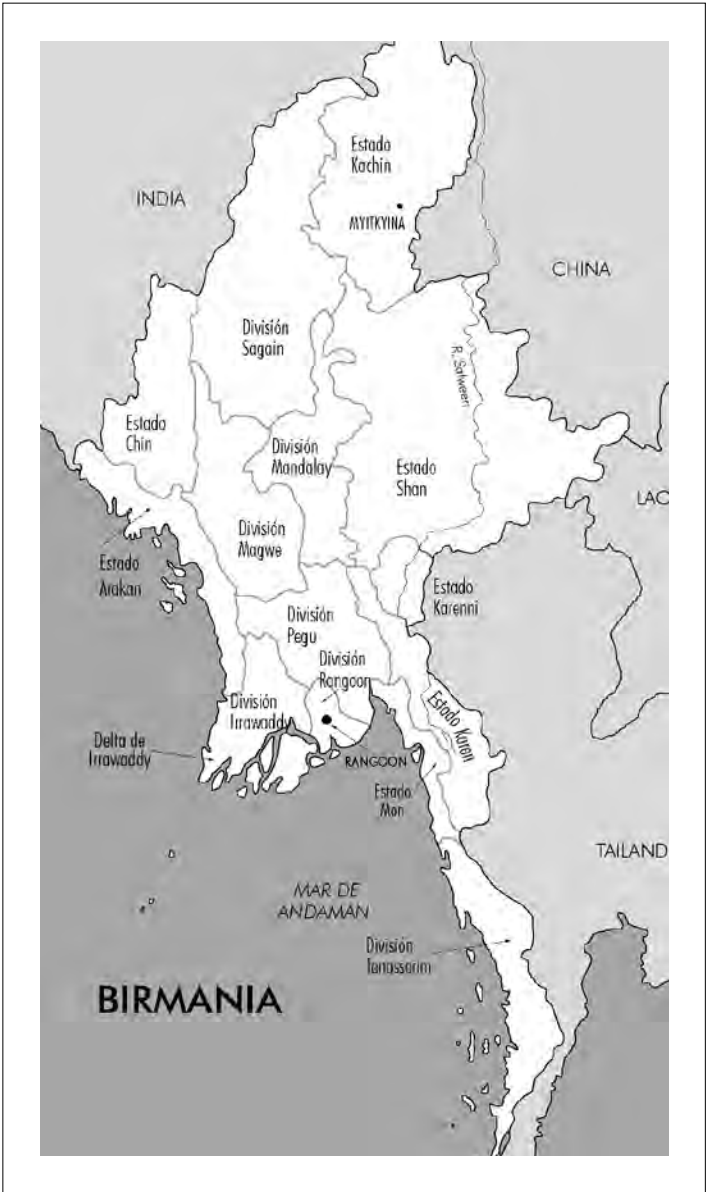 Estado
Kachin
INDIA
MYITKYINA
CHINA
División
Sagain
R. Salween
Estado
Chin
División
Mandalay
Estado
Shan
LAO
División
Magwe
Estado
Arakan
Estado
Karenni
División
Pegu
División
Rangoon
División
Irrawaddy
Estado Karen
Delta de
Irrawaddy
RANGOON
Estado
Mon
TAILAND
MAR DE
ANDAMAN
División
Tanassarim
BIRMANIA